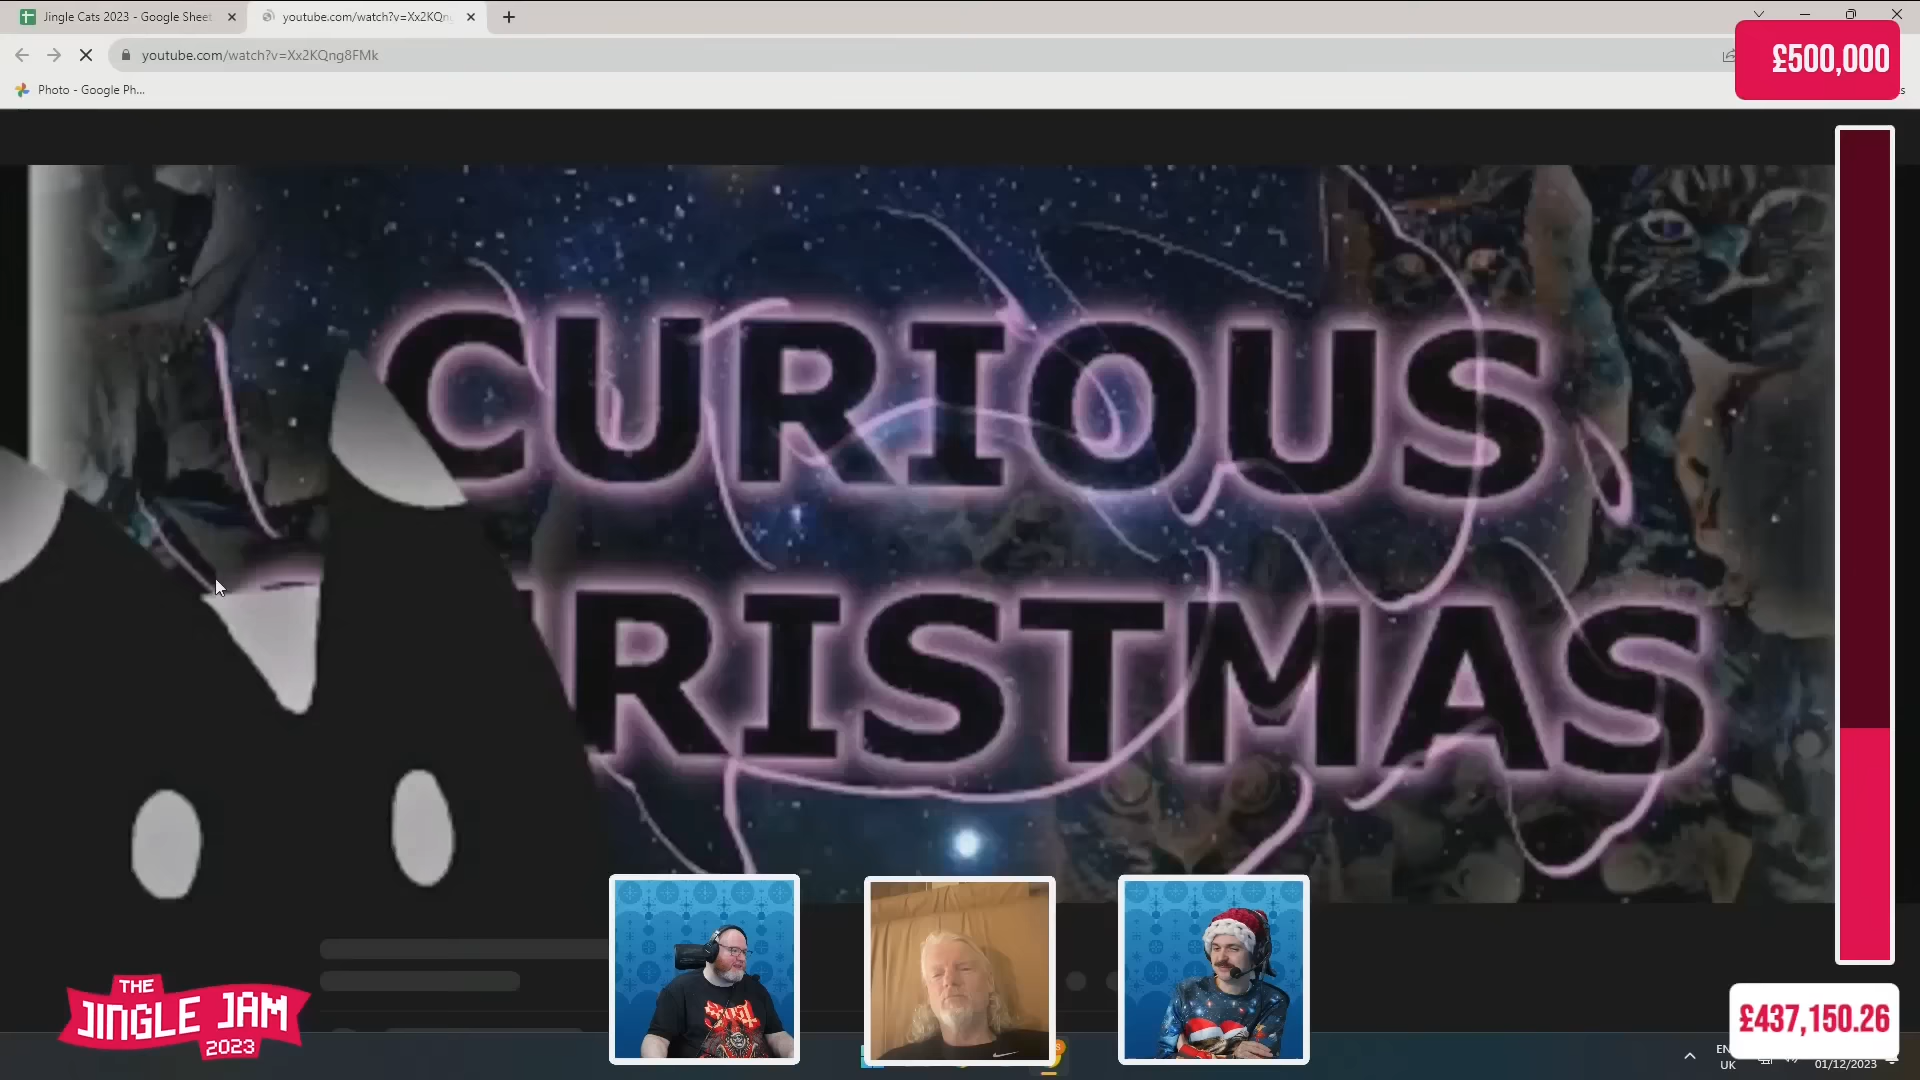 Jingle Cats 2023 - Google Sheet
youtube.com/watch?v=Xx2KQn
youtube.com/watch?v=Xx2KQng8FMk
£500,000
Photo - Google Ph...
CURIOUS
RISTMAS
THE
JINGLE JAM
2023
£437,150.26
EN
UK
01/12/2023